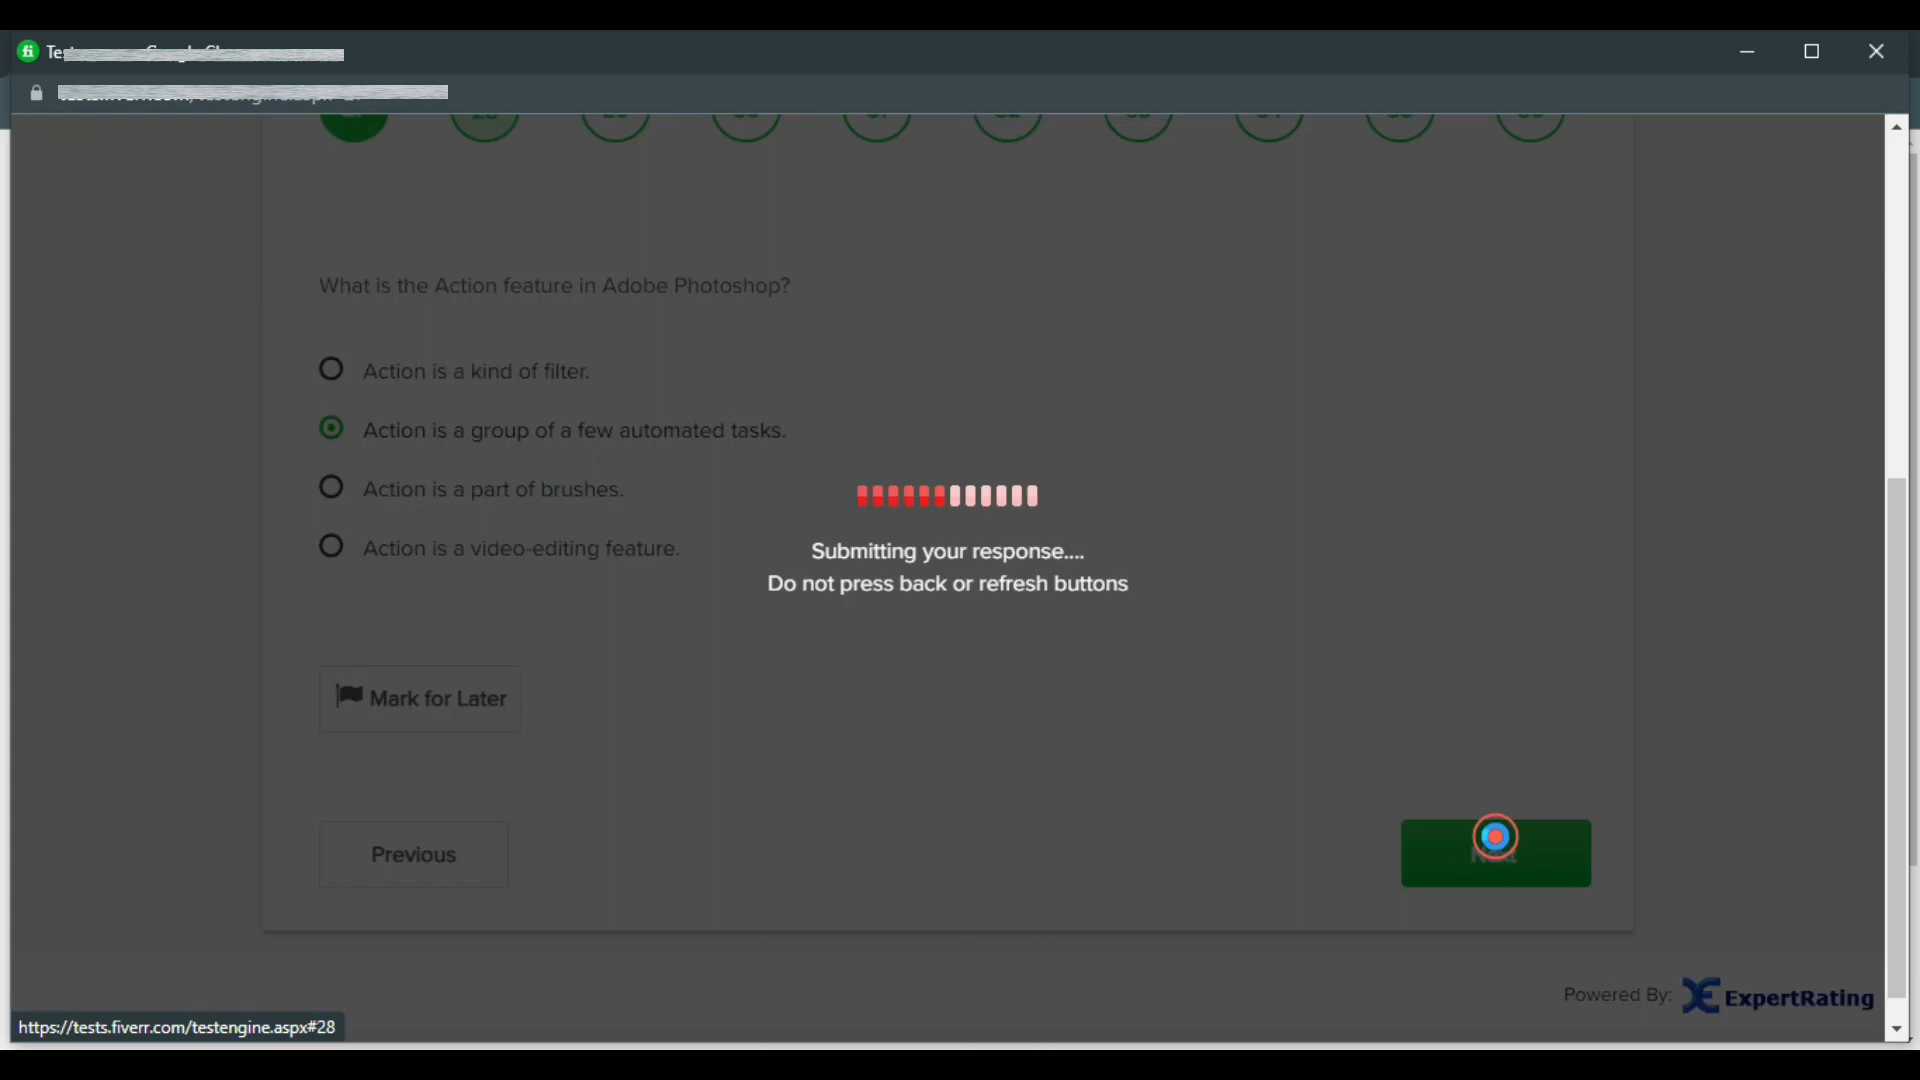 fi
What is the Action feature in Adobe Photoshop?
Action is a kind of filter.
Action is a group of a few automated tasks.
Action is a part of brushes.
Action is a video-editing feature.
Submitting your response....
Do not press back or refresh buttons
Mark for Later
Previous
Next
Powered By: ExpertRating
https://tests.fiverr.com/testengine.aspx#28